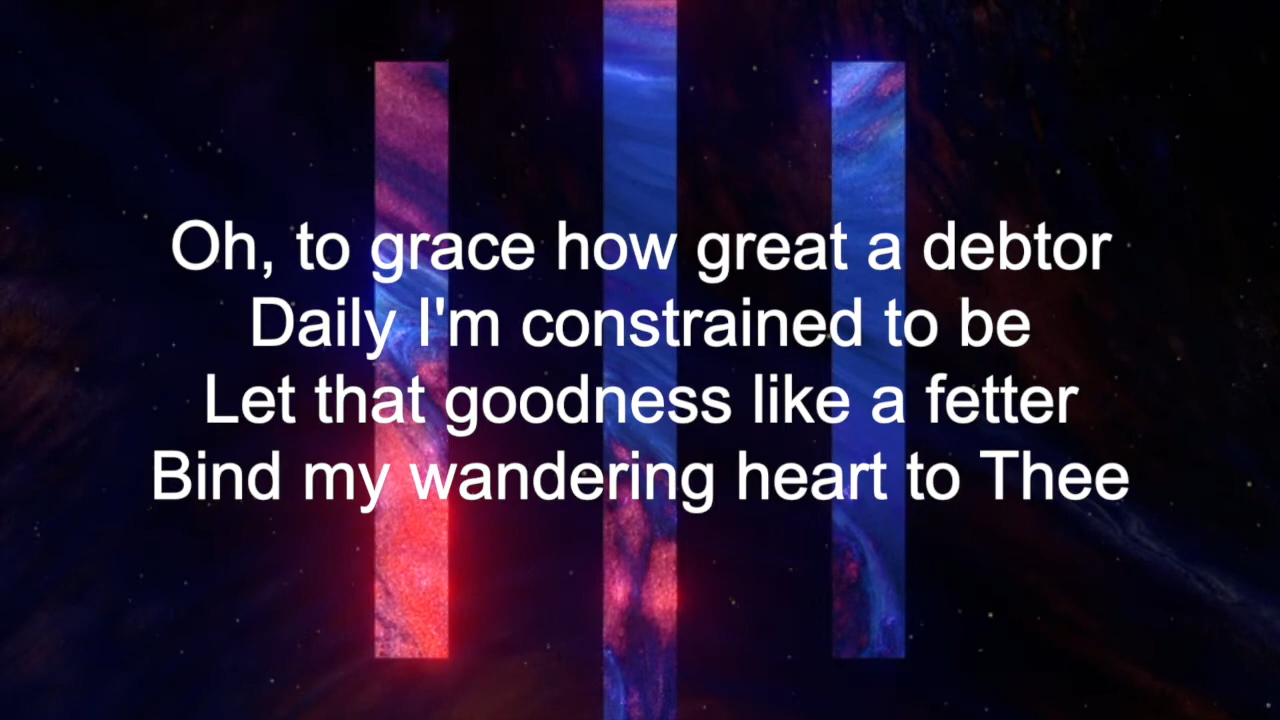 Oh, to grace how great a debtor
Daily I'm constrained to be
Let that goodness like a fetter
Bind my wandering heart to Thee